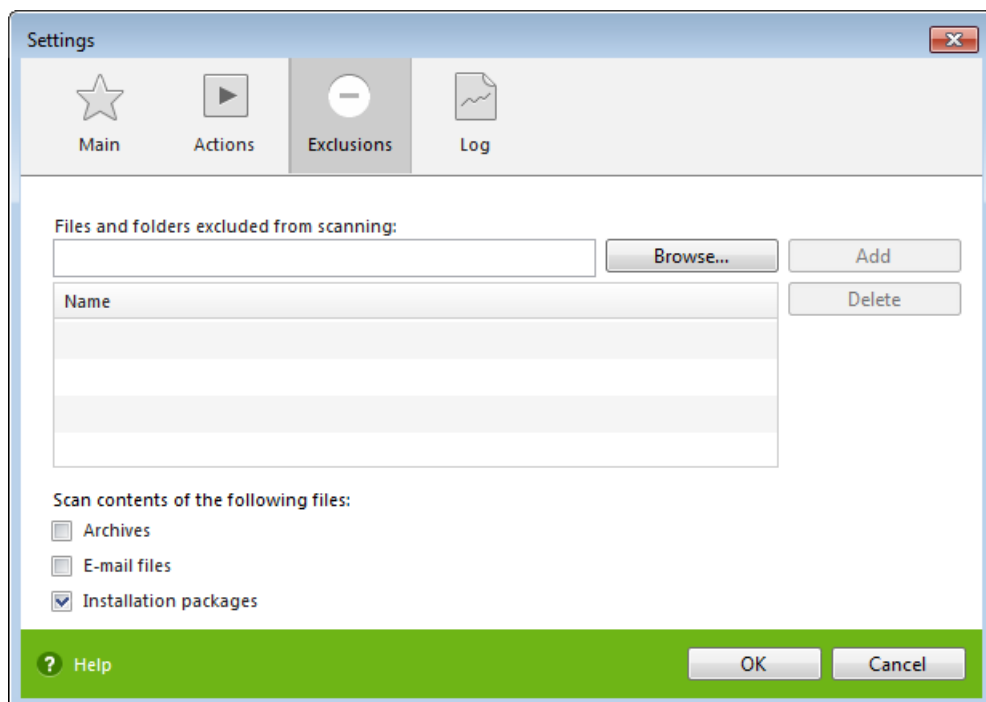 Settings
Main Actions Exclusions Log
Files and folders excluded from scanning:
Browse... Add
Name Delete
Scan contents of the following files:
Archives
E-mail files
Installation packages
? Help OK Cancel